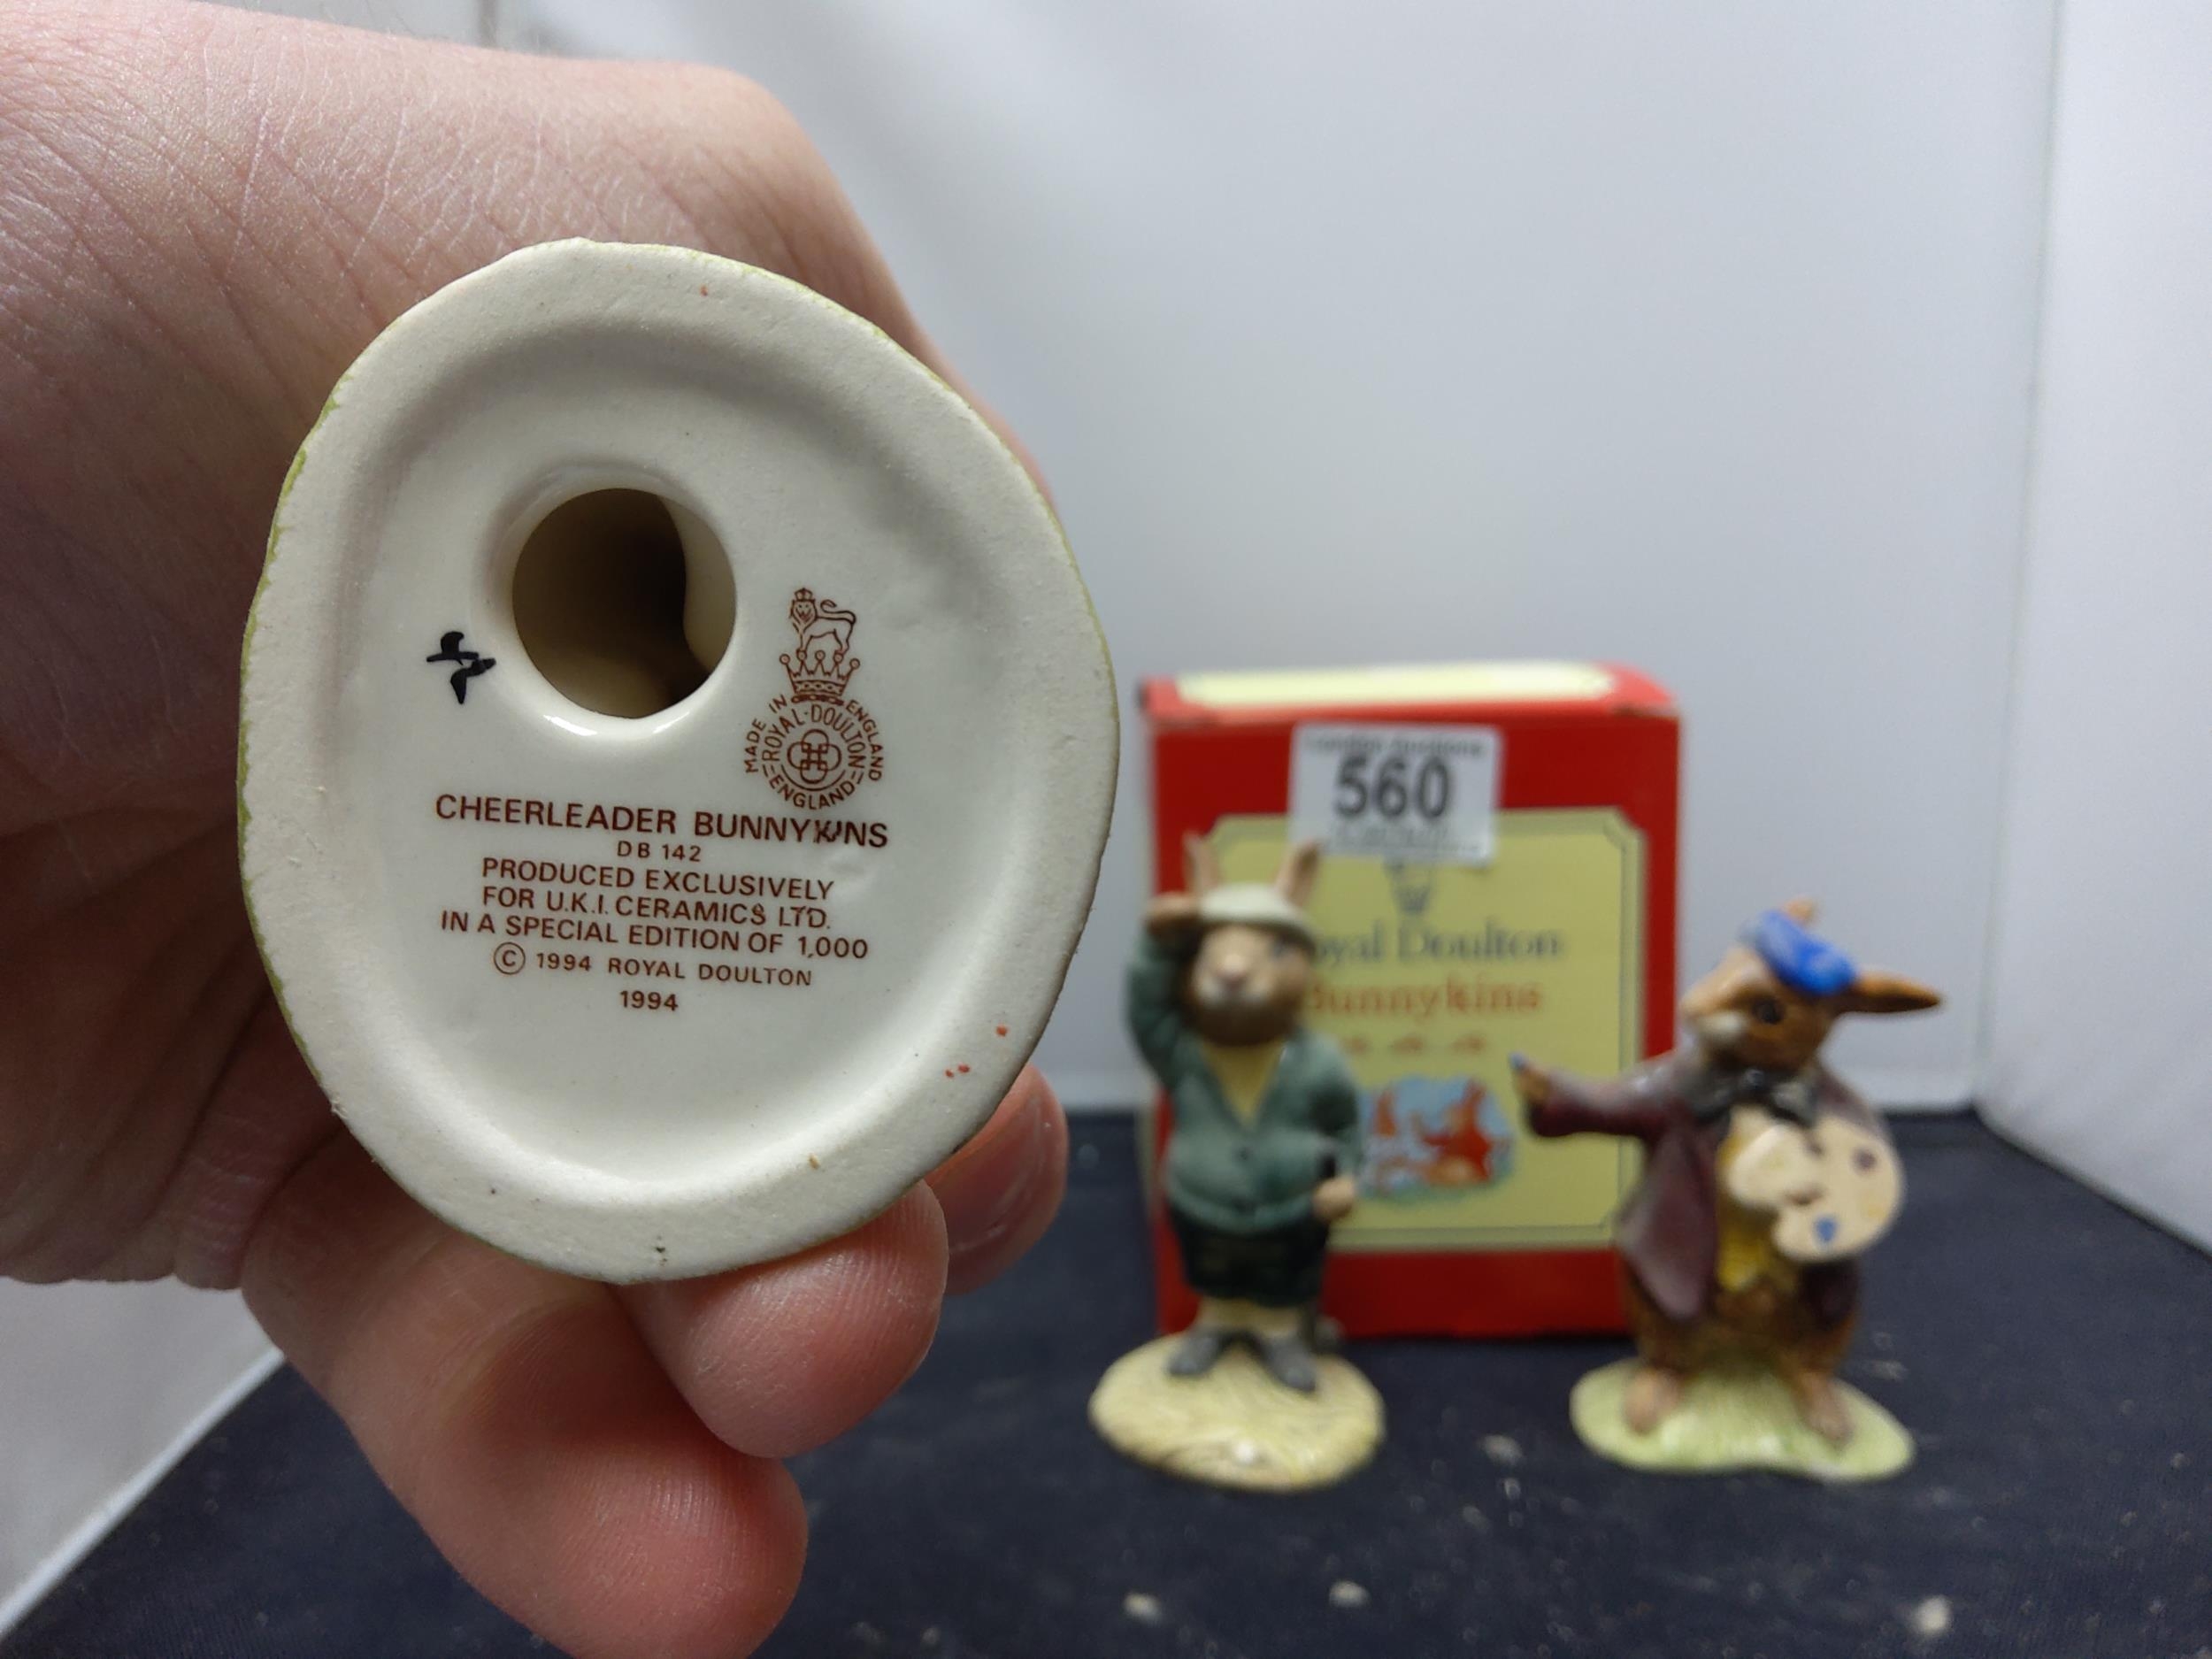 MADE IN ENGLAND
ROYAL·DOULTON
ENGLAND
CHEERLEADER BUNNYKINS
DB 142
PRODUCED EXCLUSIVELY
FOR U.K.I. CERAMICS LTD.
IN A SPECIAL EDITION OF 1,000
© 1994 ROYAL DOULTON
1994
560
oyal Doulton
Bunnykins